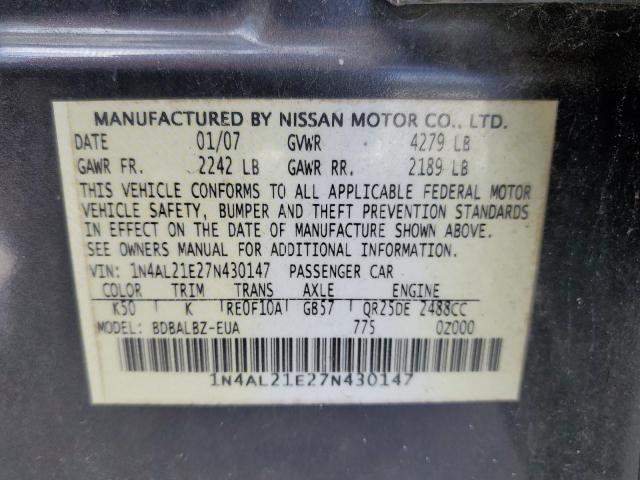 MANUFACTURED BY NISSAN MOTOR CO., LTD.
DATE 01/07 GVWR 4279 LB
GAWR FR. 2242 LB GAWR RR. 2189 LB
THIS VEHICLE CONFORMS TO ALL APPLICABLE FEDERAL MOTOR
VEHICLE SAFETY, BUMPER AND THEFT PREVENTION STANDARDS
IN EFFECT ON THE DATE OF MANUFACTURE SHOWN ABOVE.
SEE OWNERS MANUAL FOR ADDITIONAL INFORMATION.
VIN: 1N4AL21E27N430147 PASSENGER CAR
COLOR TRIM TRANS AXLE ENGINE
K50 K RE0F10A GB57 QR25DE 2488CC
MODEL: BDBALBZ-EUA 775 0Z000
1N4AL21E27N430147